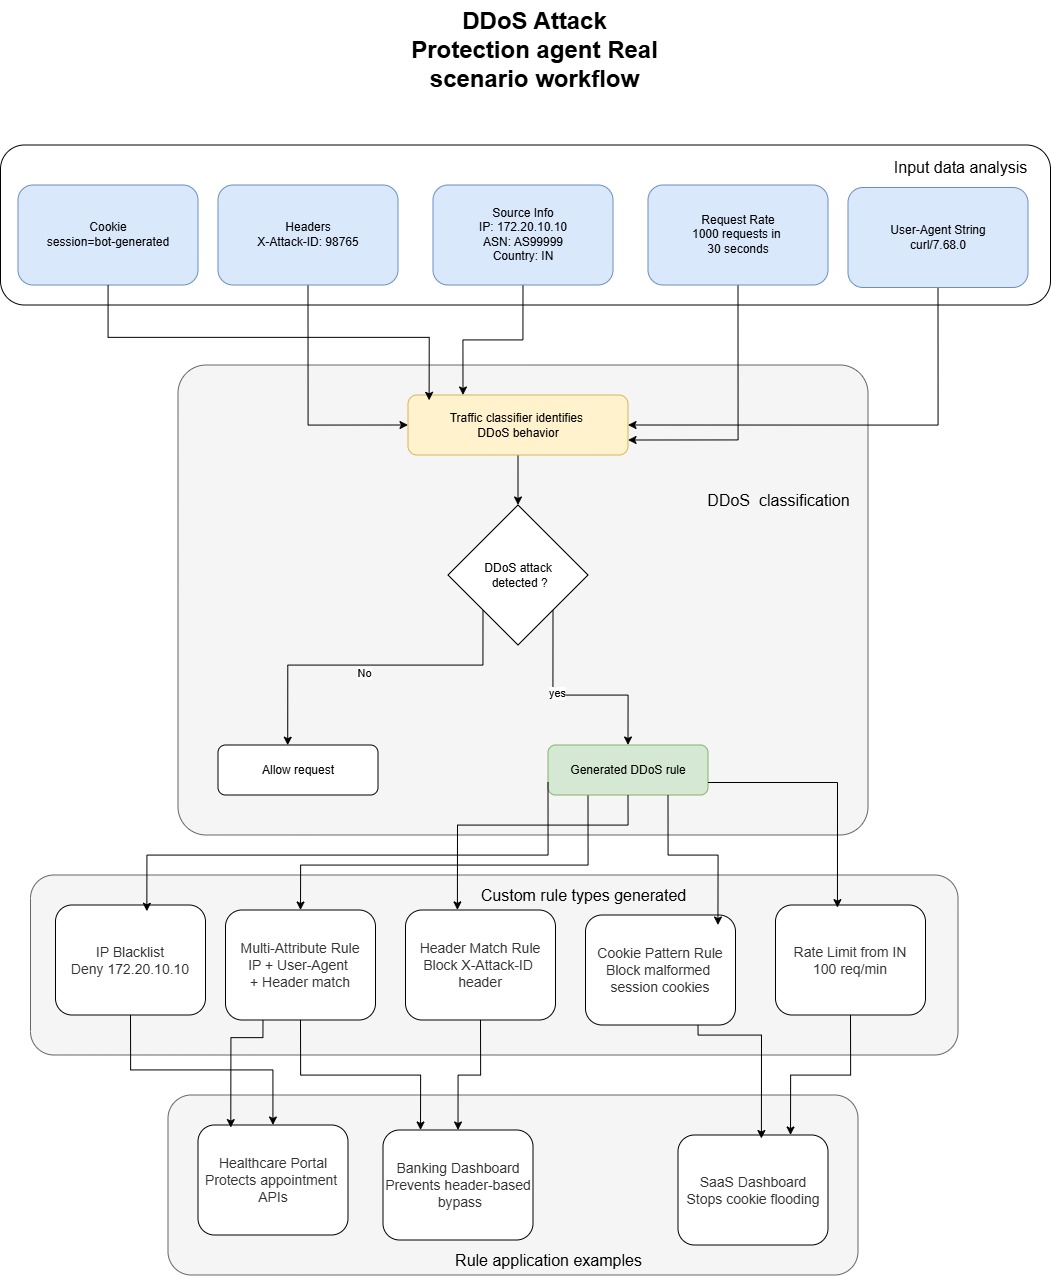 DDoS Attack
Protection agent Real
scenario workflow
Input data analysis
Cookie
session=bot-generated
Headers
X-Attack-ID: 98765
Source Info
IP: 172.20.10.10
ASN: AS99999
Country: IN
Request Rate
1000 requests in
30 seconds
User-Agent String
curl/7.68.0
Traffic classifier identifies
DDoS behavior
DDoS  classification
DDoS attack
detected ?
No
yes
Allow request
Generated DDoS rule
Custom rule types generated
IP Blacklist
Deny 172.20.10.10
Multi-Attribute Rule
IP + User-Agent
+ Header match
Header Match Rule
Block X-Attack-ID
header
Cookie Pattern Rule
Block malformed
session cookies
Rate Limit from IN
100 req/min
Healthcare Portal
Protects appointment
APIs
Banking Dashboard
Prevents header-based
bypass
SaaS Dashboard
Stops cookie flooding
Rule application examples